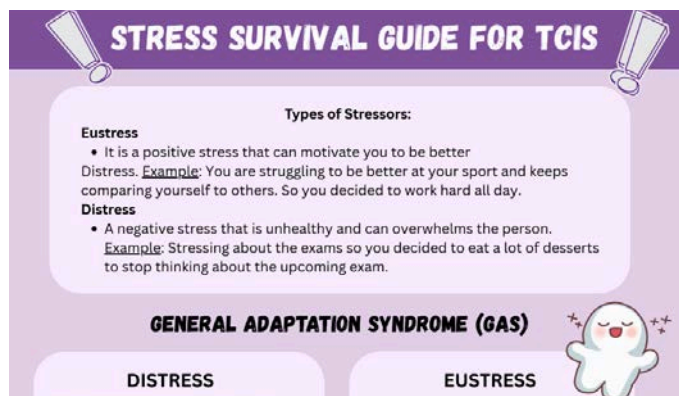 STRESS SURVIVAL GUIDE FOR TCIS
Types of Stressors:
Eustress
• It is a positive stress that can motivate you to be better
Distress. Example: You are struggling to be better at your sport and keeps
comparing yourself to others. So you decided to work hard all day.
Distress
• A negative stress that is unhealthy and can overwhelms the person.
Example: Stressing about the exams so you decided to eat a lot of desserts
to stop thinking about the upcoming exam.
GENERAL ADAPTATION SYNDROME (GAS)
DISTRESS
EUSTRESS